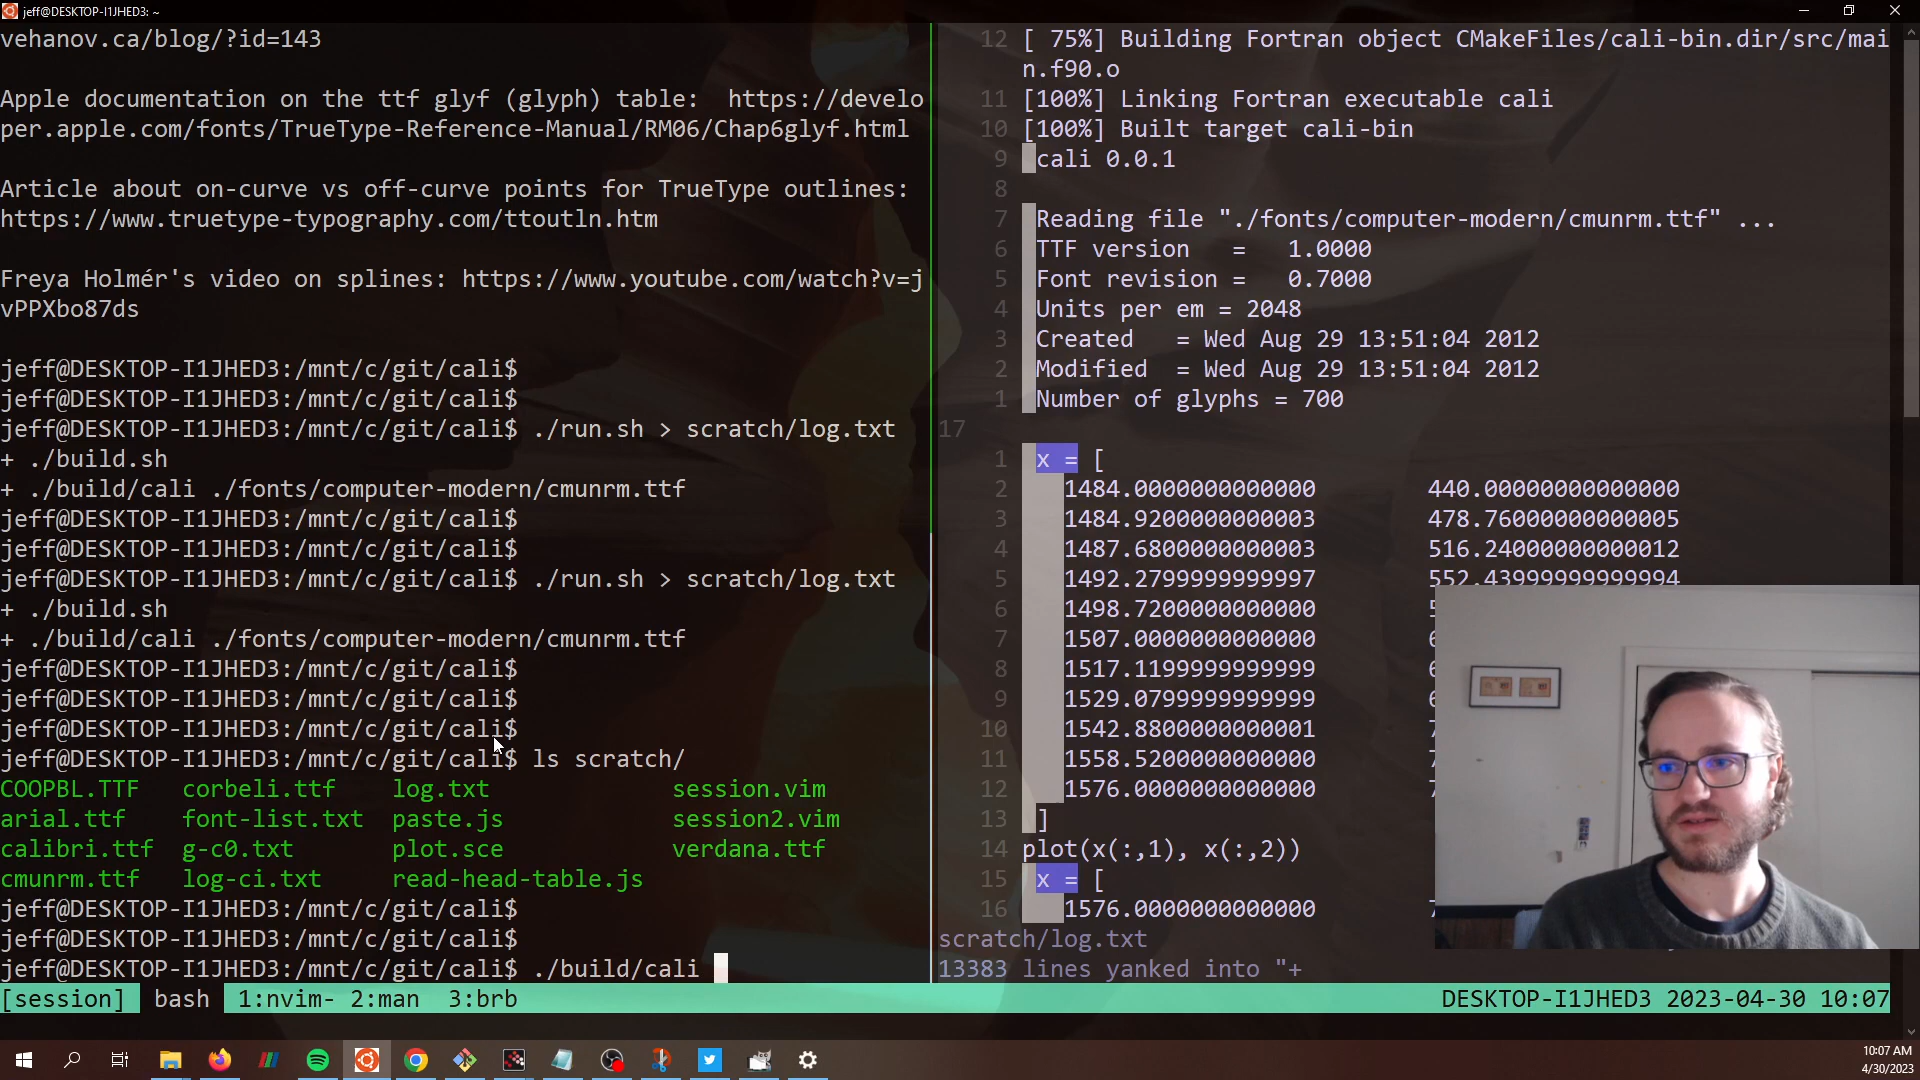 jeff@DESKTOP-I1JHED3: ~
vehanov.ca/blog/?id=143
Apple documentation on the ttf glyf (glyph) table:  https://develo
per.apple.com/fonts/TrueType-Reference-Manual/RM06/Chap6glyf.html
Article about on-curve vs off-curve points for TrueType outlines:
https://www.truetype-typography.com/ttoutln.htm
Freya Holmér's video on splines: https://www.youtube.com/watch?v=j
vPPXbo87ds
jeff@DESKTOP-I1JHED3:/mnt/c/git/cali$
jeff@DESKTOP-I1JHED3:/mnt/c/git/cali$
jeff@DESKTOP-I1JHED3:/mnt/c/git/cali$ ./run.sh > scratch/log.txt
+ ./build.sh
+ ./build/cali ./fonts/computer-modern/cmunrm.ttf
jeff@DESKTOP-I1JHED3:/mnt/c/git/cali$
jeff@DESKTOP-I1JHED3:/mnt/c/git/cali$
jeff@DESKTOP-I1JHED3:/mnt/c/git/cali$ ./run.sh > scratch/log.txt
+ ./build.sh
+ ./build/cali ./fonts/computer-modern/cmunrm.ttf
jeff@DESKTOP-I1JHED3:/mnt/c/git/cali$
jeff@DESKTOP-I1JHED3:/mnt/c/git/cali$
jeff@DESKTOP-I1JHED3:/mnt/c/git/cali$
jeff@DESKTOP-I1JHED3:/mnt/c/git/cali$ ls scratch/
COOPBL.TTF   corbeli.ttf    log.txt             session.vim
arial.ttf    font-list.txt  paste.js            session2.vim
calibri.ttf  g-c0.txt       plot.sce            verdana.ttf
cmunrm.ttf   log-ci.txt     read-head-table.js
jeff@DESKTOP-I1JHED3:/mnt/c/git/cali$
jeff@DESKTOP-I1JHED3:/mnt/c/git/cali$
jeff@DESKTOP-I1JHED3:/mnt/c/git/cali$ ./build/cali
12 [ 75%] Building Fortran object CMakeFiles/cali-bin.dir/src/mai
n.f90.o
11 [100%] Linking Fortran executable cali
10 [100%] Built target cali-bin
9 cali 0.0.1
8
7 Reading file "./fonts/computer-modern/cmunrm.ttf" ...
6 TTF version   =   1.0000
5 Font revision =   0.7000
4 Units per em = 2048
3 Created   = Wed Aug 29 13:51:04 2012
2 Modified  = Wed Aug 29 13:51:04 2012
1 Number of glyphs = 700
17
1 x = [
2 1484.0000000000000        440.00000000000000
3 1484.9200000000003        478.76000000000005
4 1487.6800000000003        516.24000000000012
5 1492.2799999999997        552.43999999999994
6 1498.7200000000000        5
7 1507.0000000000000        6
8 1517.1199999999999        6
9 1529.0799999999999        6
10 1542.8800000000001        7
11 1558.5200000000000        7
12 1576.0000000000000        7
13 ]
14 plot(x(:,1), x(:,2))
15 x = [
16 1576.0000000000000        7
scratch/log.txt
13383 lines yanked into "+
[session]  bash  1:nvim- 2:man  3:brb
DESKTOP-I1JHED3 2023-04-30 10:07
10:07 AM
4/30/2023